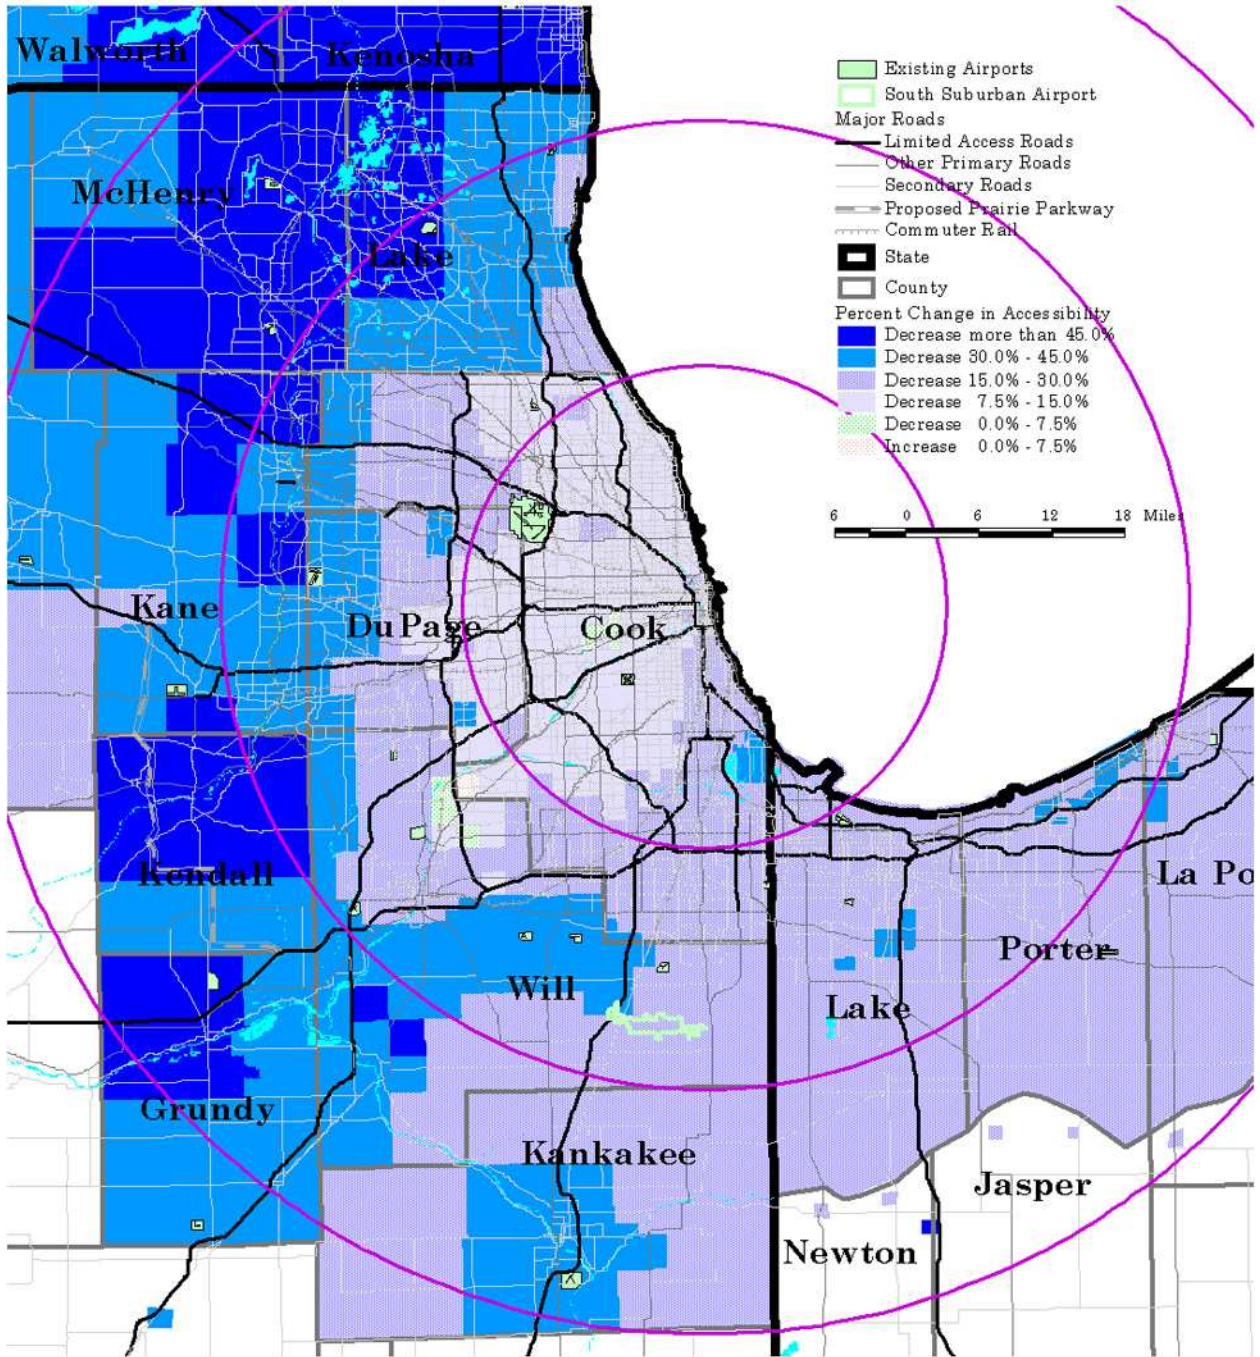 Walworth
Kenosha
Existing Airports
South Suburban Airport
Major Roads
Limited Access Roads
Other Primary Roads
Secondary Roads
Proposed Prairie Parkway
Commuter Rail
State
County
Percent Change in Accessibility
Decrease more than 45.0%
Decrease 30.0% - 45.0%
Decrease 15.0% - 30.0%
Decrease 7.5% - 15.0%
Decrease 0.0% - 7.5%
Increase 0.0% - 7.5%
McHenry
Lake
6 0 6 12 18 Miles
Kane
DuPage
Cook
Kendall
La Po
Porter
Will
Lake
Grundy
Kankakee
Jasper
Newton